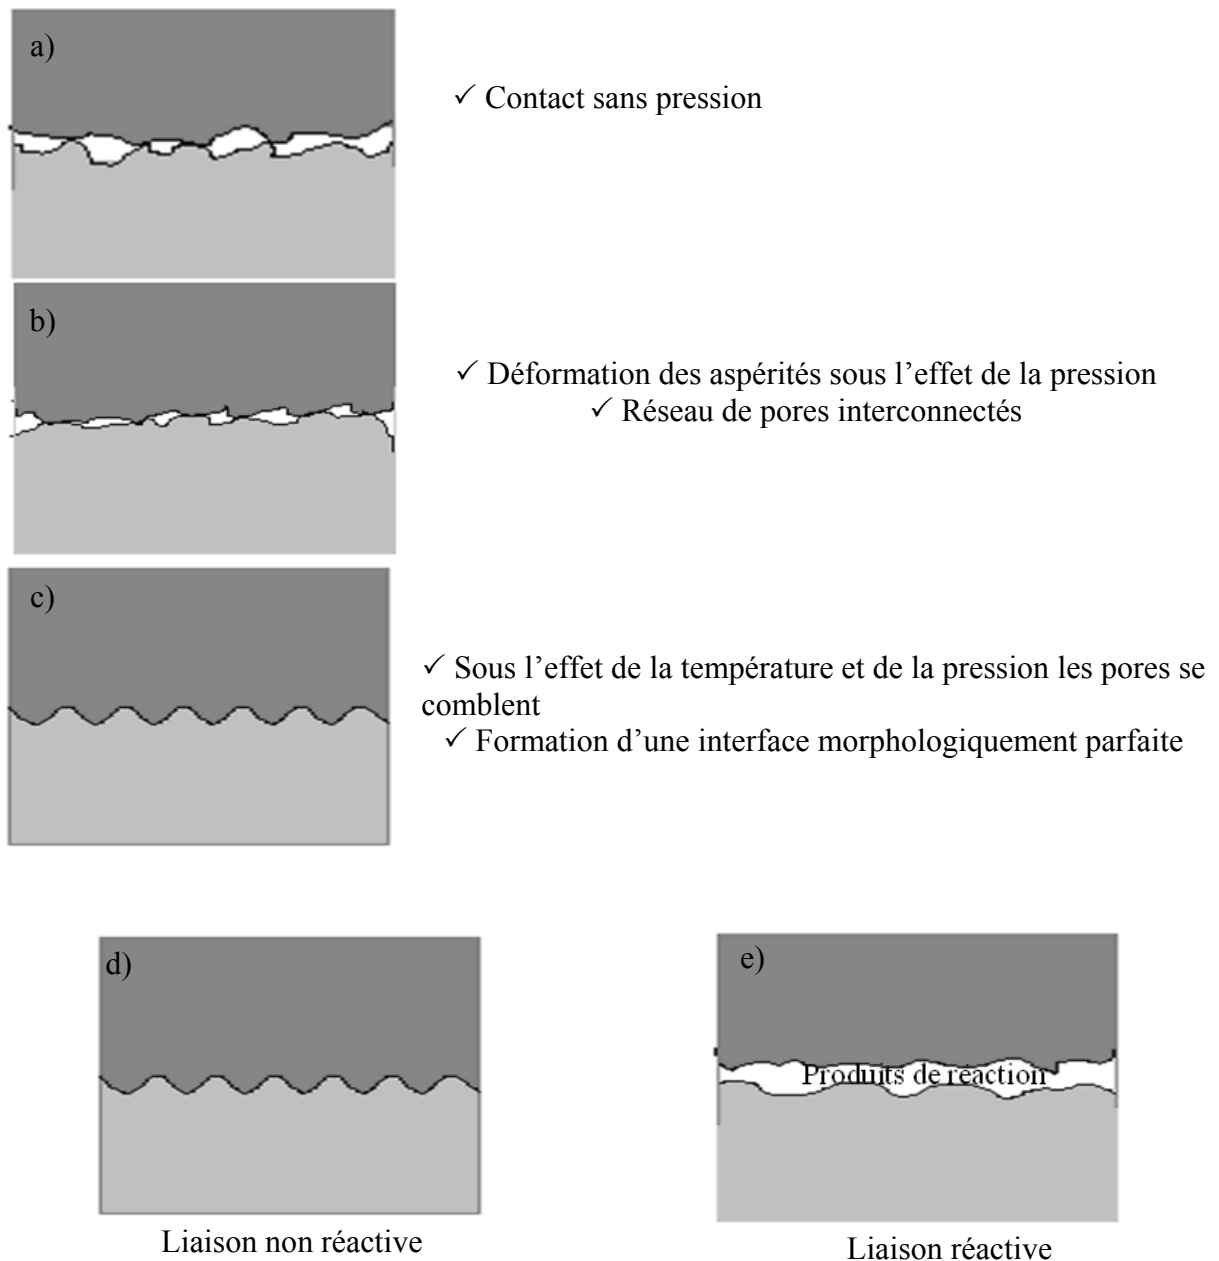 a)
✓ Contact sans pression
b)
✓ Déformation des aspérités sous l’effet de la pression
✓ Réseau de pores interconnectés
c)
✓ Sous l’effet de la température et de la pression les pores se
comblent
✓ Formation d’une interface morphologiquement parfaite
d)
Liaison non réactive
e)
Produits de réaction
Liaison réactive